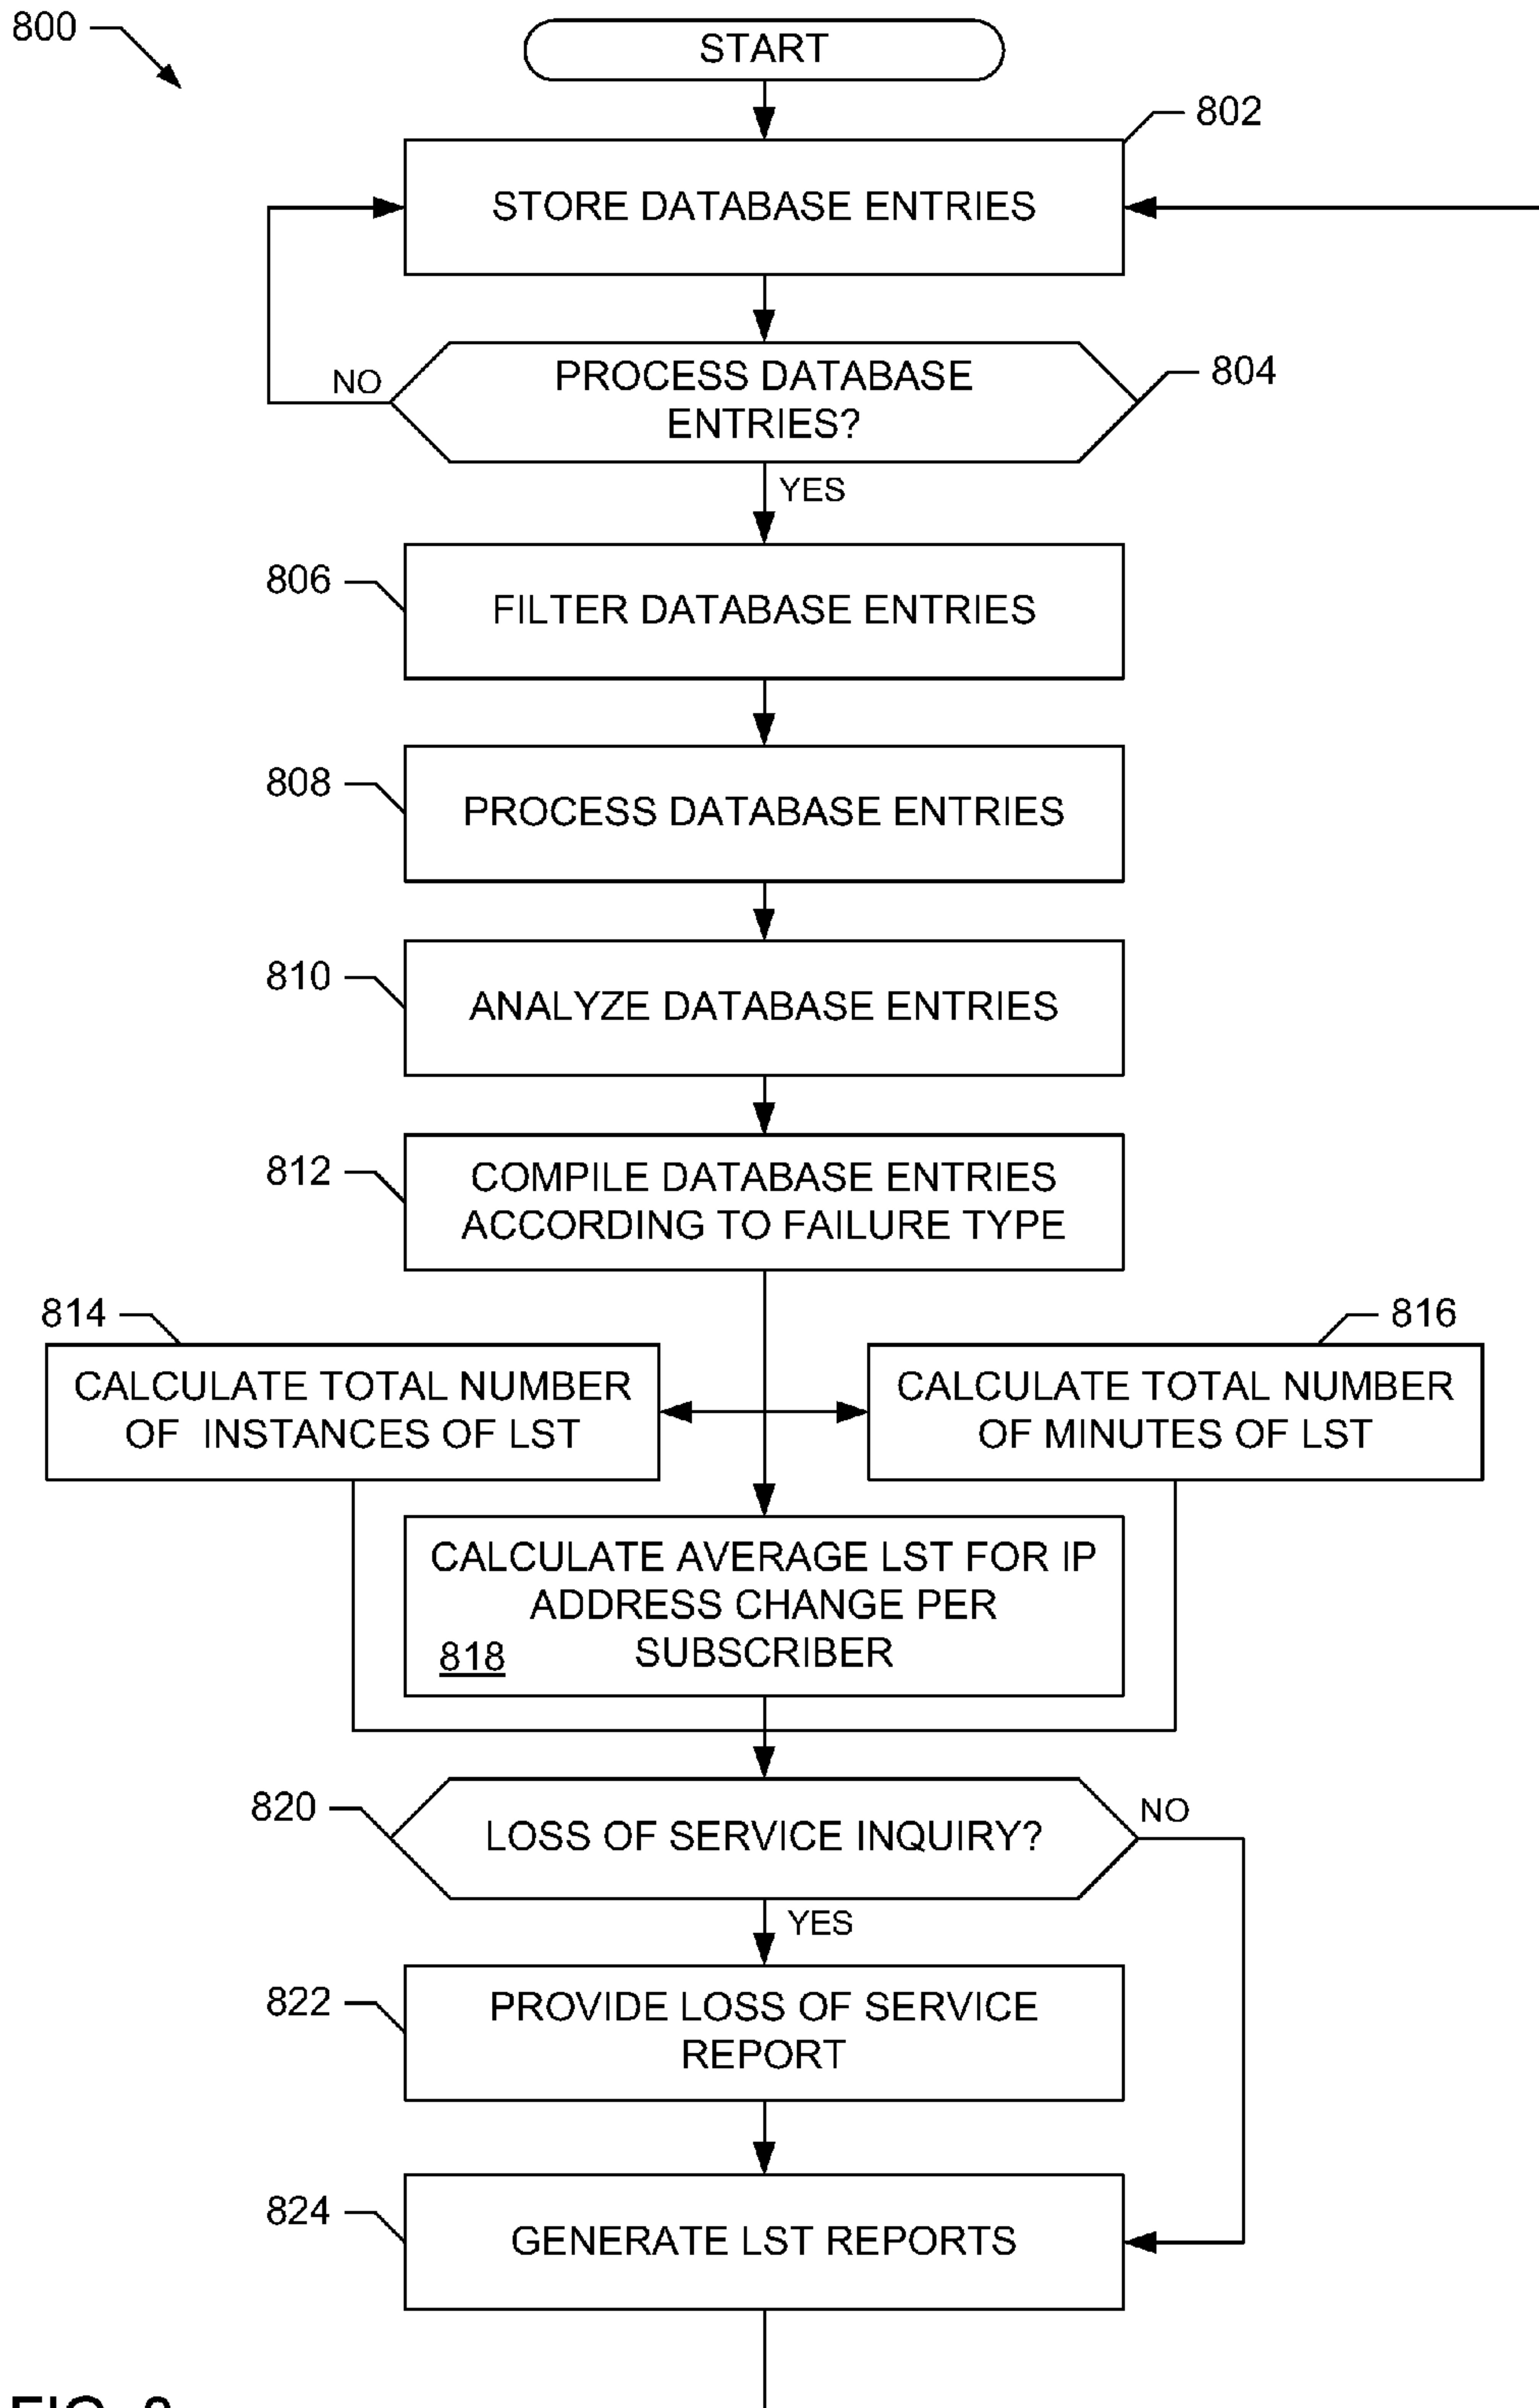 800
START
802
STORE DATABASE ENTRIES
NO
PROCESS DATABASE
ENTRIES?
804
YES
806
FILTER DATABASE ENTRIES
808
PROCESS DATABASE ENTRIES
810
ANALYZE DATABASE ENTRIES
812
COMPILE DATABASE ENTRIES
ACCORDING TO FAILURE TYPE
814
816
CALCULATE TOTAL NUMBER
OF INSTANCES OF LST
CALCULATE TOTAL NUMBER
OF MINUTES OF LST
CALCULATE AVERAGE LST FOR IP
ADDRESS CHANGE PER
SUBSCRIBER
818
820
LOSS OF SERVICE INQUIRY?
NO
YES
822
PROVIDE LOSS OF SERVICE
REPORT
824
GENERATE LST REPORTS
FIG.